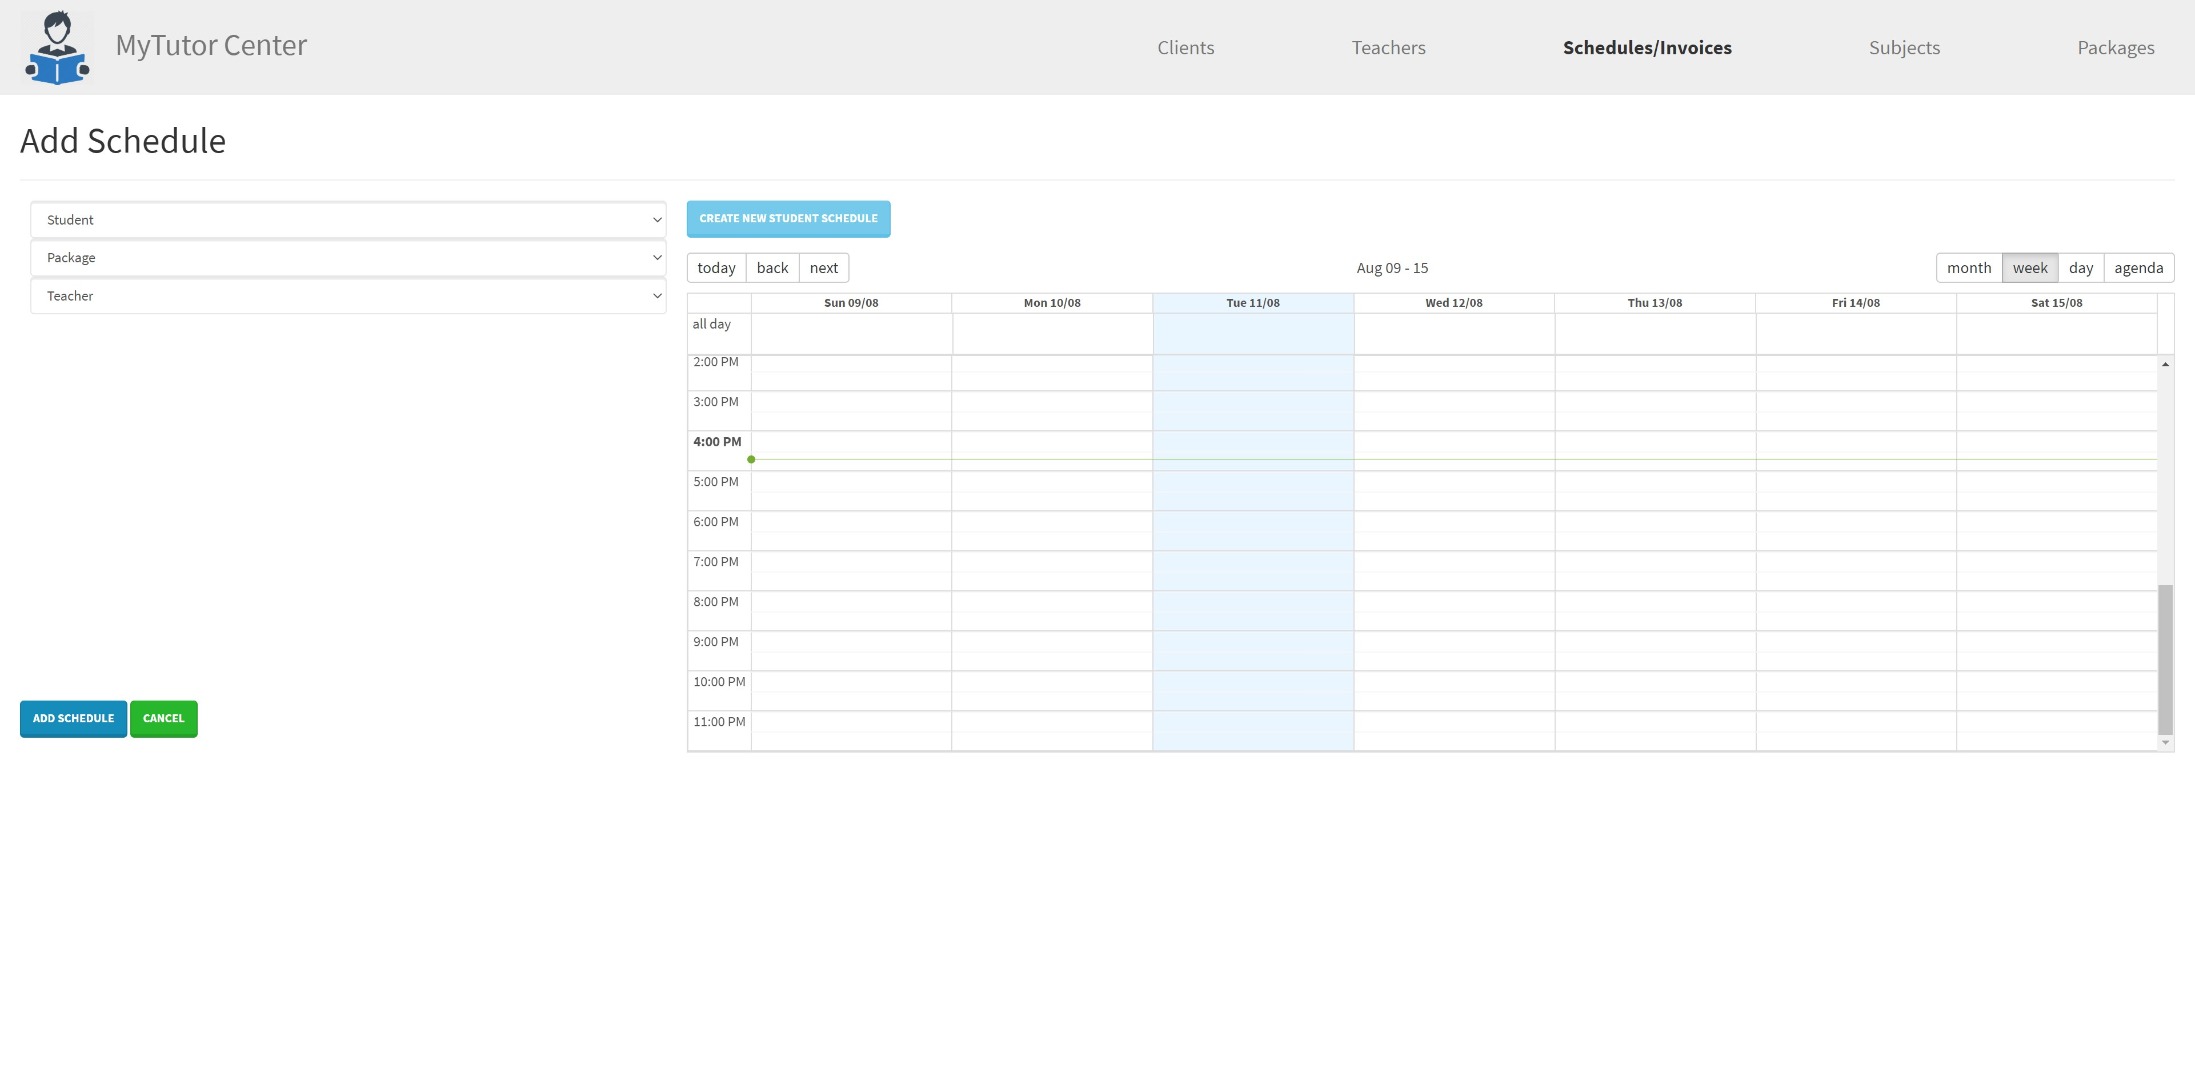 MyTutor Center
Clients Teachers Schedules/Invoices Subjects Packages
Add Schedule
Student
Package
Teacher
ADD SCHEDULE CANCEL
CREATE NEW STUDENT SCHEDULE
today back next Aug 09 - 15 month week day agenda
Sun 09/08 Mon 10/08 Tue 11/08 Wed 12/08 Thu 13/08 Fri 14/08 Sat 15/08
all day
2:00 PM
3:00 PM
4:00 PM
5:00 PM
6:00 PM
7:00 PM
8:00 PM
9:00 PM
10:00 PM
11:00 PM